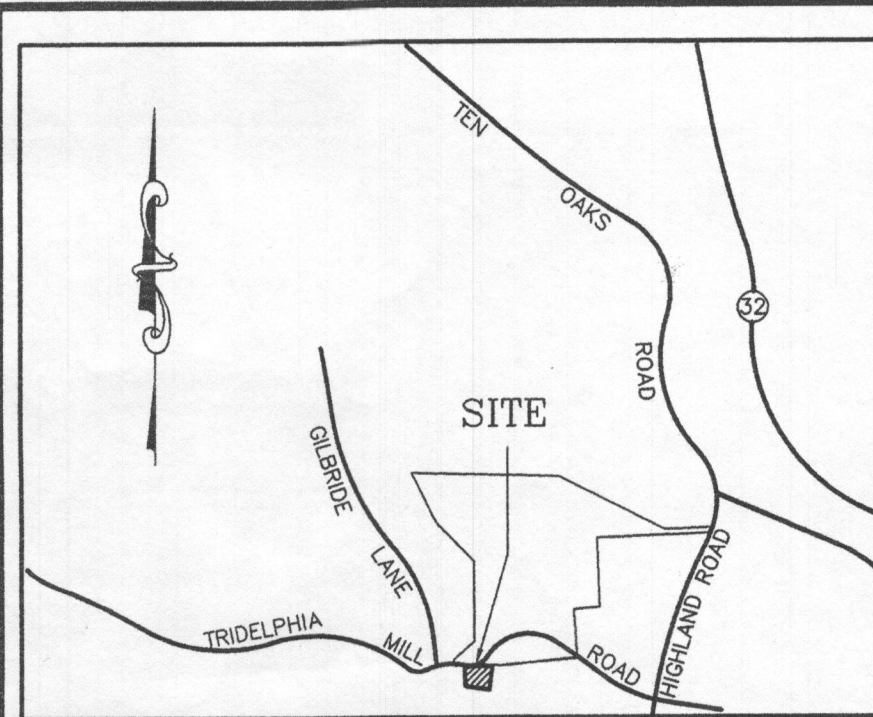 TEN
OAKS
ROAD
32
SITE
GILBRIDE
LANE
TRIDELPHIA
MILL
ROAD
HIGHLAND ROAD